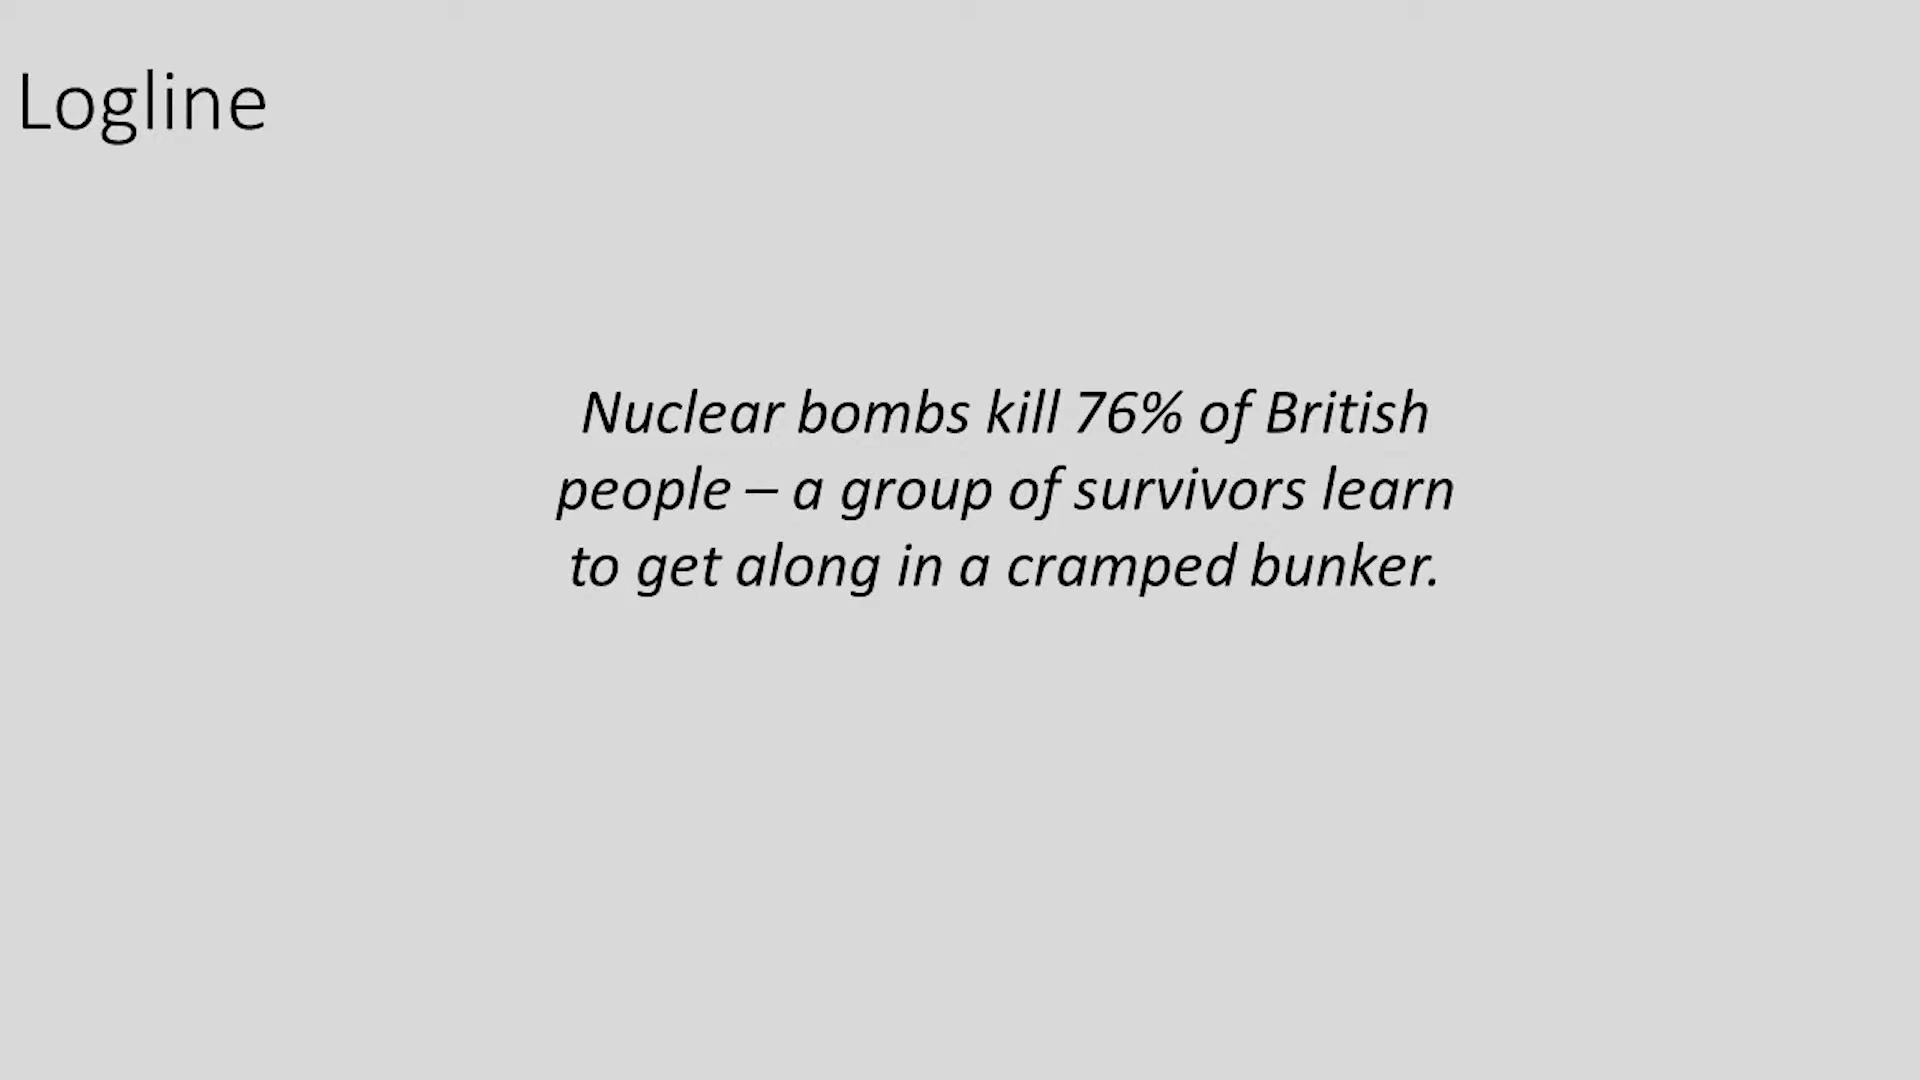 Logline
Nuclear bombs kill 76% of British
people – a group of survivors learn
to get along in a cramped bunker.